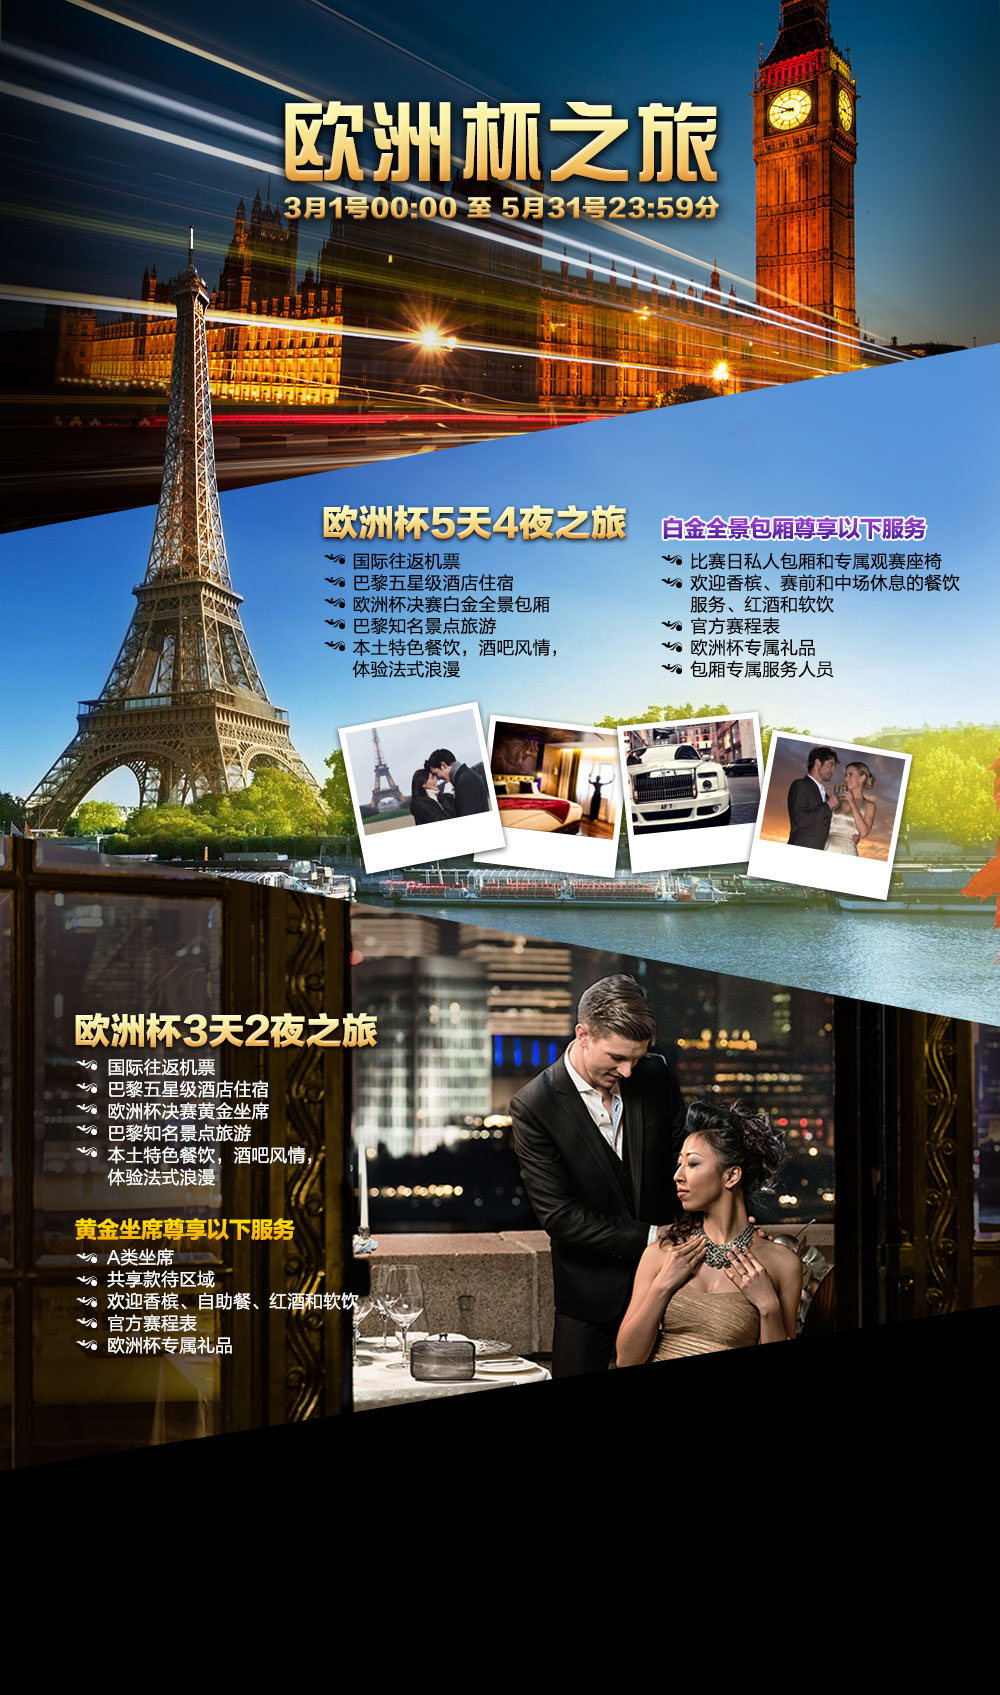 欧洲杯之旅
3月1号00:00 至 5月31号23:59分
欧洲杯5天4夜之旅
国际往返机票
巴黎五星级酒店住宿
欧洲杯决赛白金全景包厢
巴黎知名景点旅游
本土特色餐饮，酒吧风情，
体验法式浪漫
白金全景包厢尊享以下服务
比赛日私人包厢和专属观赛座椅
欢迎香槟、赛前和中场休息的餐饮
服务、红酒和软饮
官方赛程表
欧洲杯专属礼品
包厢专属服务人员
欧洲杯3天2夜之旅
国际往返机票
巴黎五星级酒店住宿
欧洲杯决赛黄金坐席
巴黎知名景点旅游
本土特色餐饮，酒吧风情，
体验法式浪漫
黄金坐席尊享以下服务
A类坐席
共享款待区域
欢迎香槟、自助餐、红酒和软饮
官方赛程表
欧洲杯专属礼品